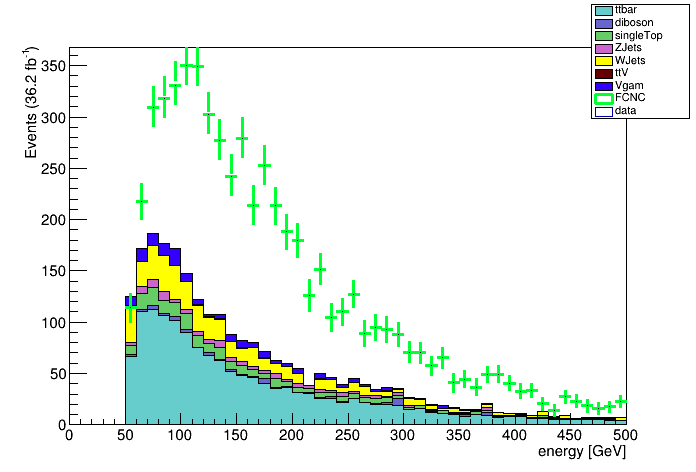 ttbar
diboson
singleTop
ZJets
WJets
ttV
Vgam
FCNC
data
Events (36.2 fb⁻¹)
350
300
250
200
150
100
50
0
0 50 100 150 200 250 300 350 400 450 500
energy [GeV]